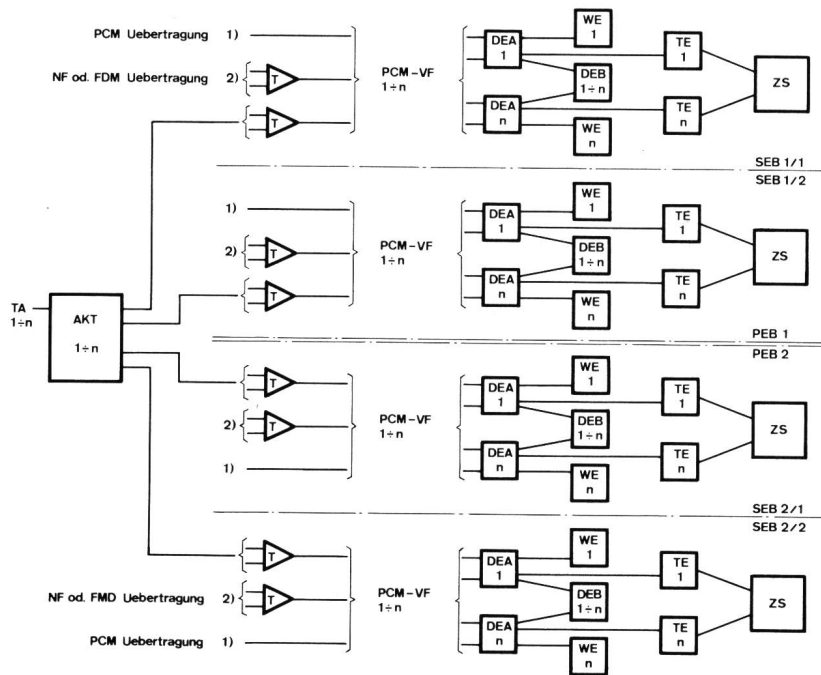 PCM Uebertragung 1)
NF od. FDM Uebertragung 2)
T
T
PCM-VF
1÷n
DEA
1
DEA
n
WE
1
DEB
1÷n
WE
n
TE
1
TE
n
ZS
SEB 1/1
SEB 1/2
1)
2)
T
T
PCM-VF
1÷n
DEA
1
DEA
n
WE
1
DEB
1÷n
WE
n
TE
1
TE
n
ZS
TA
1÷n
AKT
1÷n
PEB 1
PEB 2
T
2)
T
1)
PCM-VF
1÷n
DEA
1
DEA
n
WE
1
DEB
1÷n
WE
n
TE
1
TE
n
ZS
SEB 2/1
SEB 2/2
T
NF od. FMD Uebertragung 2)
T
PCM Uebertragung 1)
PCM-VF
1÷n
DEA
1
DEA
n
WE
1
DEB
1÷n
WE
n
TE
1
TE
n
ZS